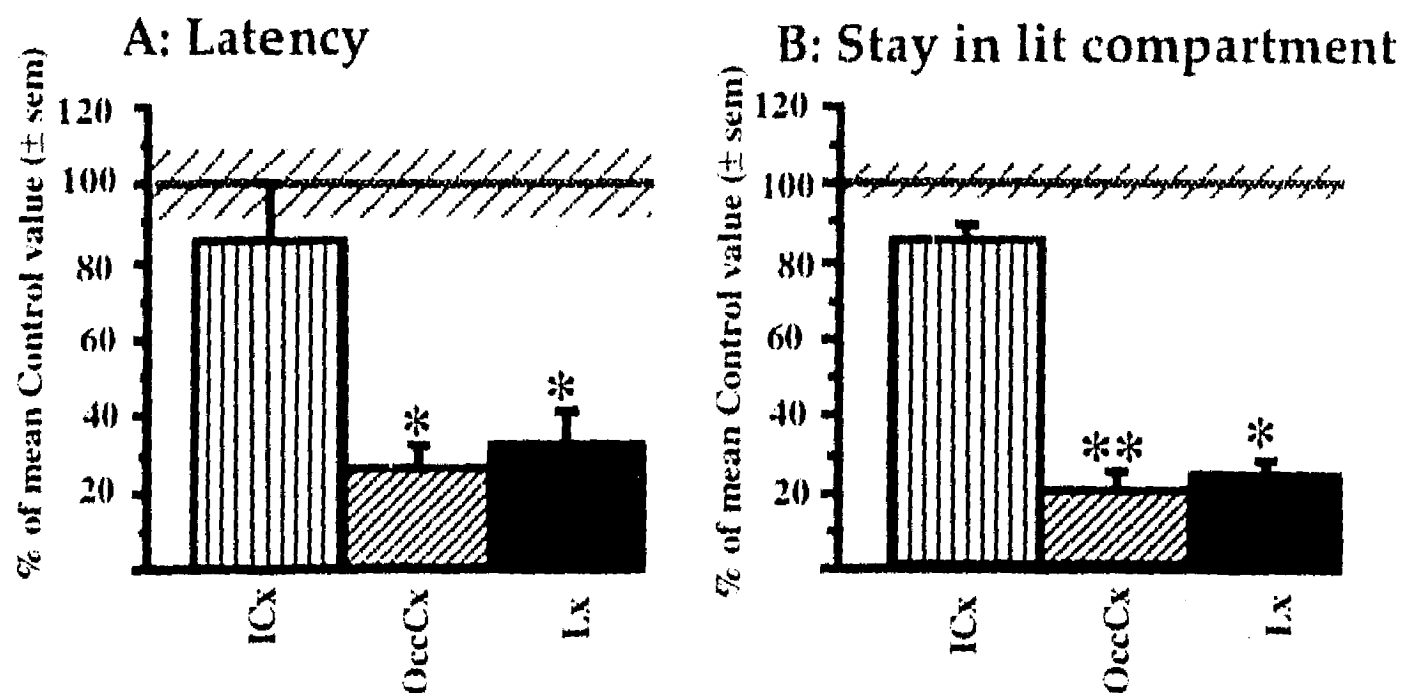 A: Latency
% of mean Control value (± sem)
120
100
80
60
40
20
*
*
ICx
OccCx
Lx
B: Stay in lit compartment
% of mean Control value (± sem)
120
100
80
60
40
20
**
*
ICx
OccCx
Lx